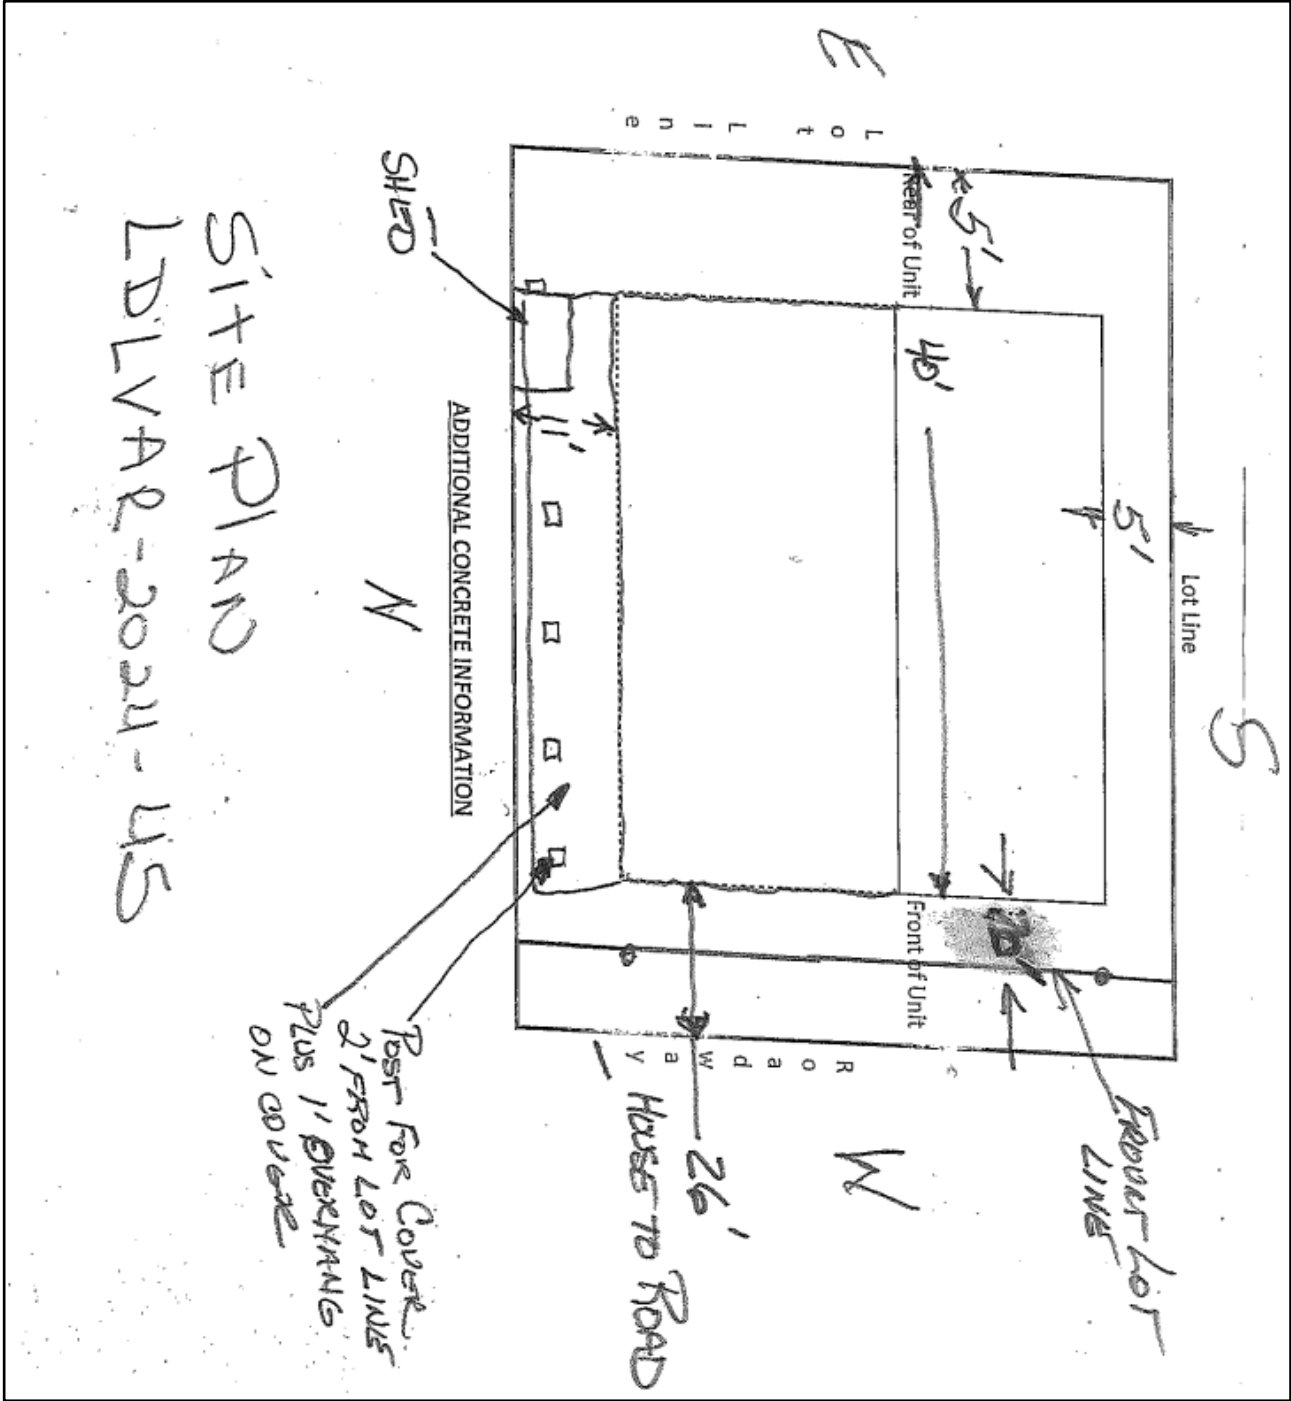 S
Lot Line
5'
FROUNT LOT
LINE
5'
Rear of Unit
Front of Unit
40'
E
W
Lot Line
Roadway
26'
HOUSE TO ROAD
11'
ADDITIONAL CONCRETE INFORMATION
SHED
N
POST FOR COVER
2' FROM LOT LINE
PLUS 1' OVERHANG
ON COVER
SITE PLAN
LDLVAR-2024-45